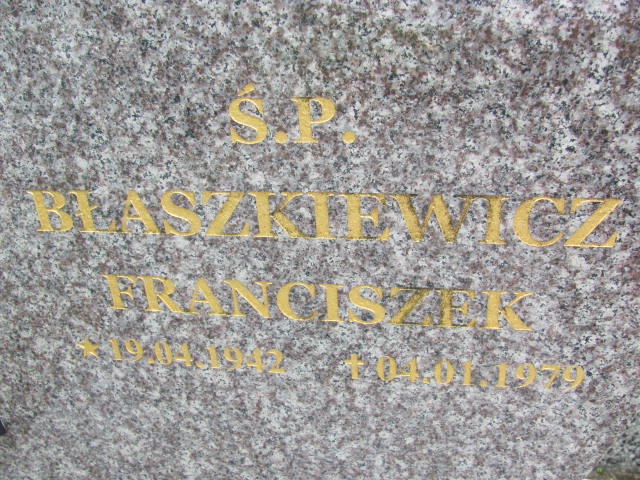 Ś.P.
BŁASZKIEWICZ
FRANCISZEK
★ 19.04.1942 ✝ 04.01.1979